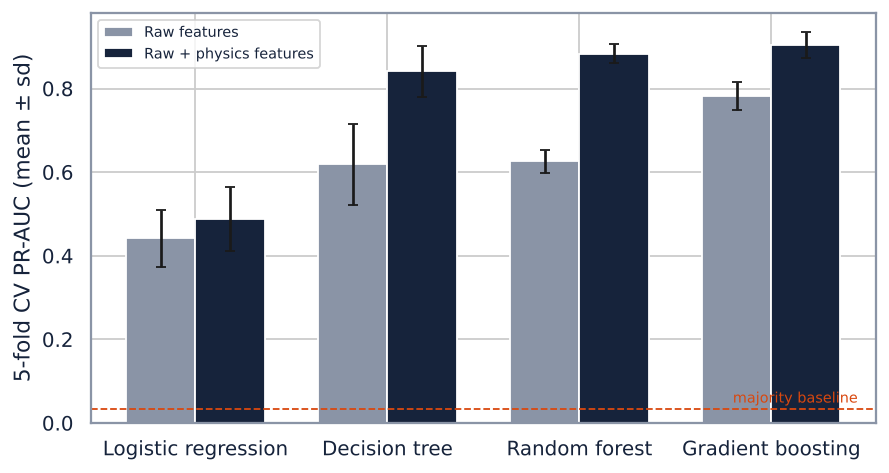 Raw features
Raw + physics features
5-fold CV PR-AUC (mean ± sd)
0.8
0.6
0.4
0.2
0.0
majority baseline
Logistic regression
Decision tree
Random forest
Gradient boosting